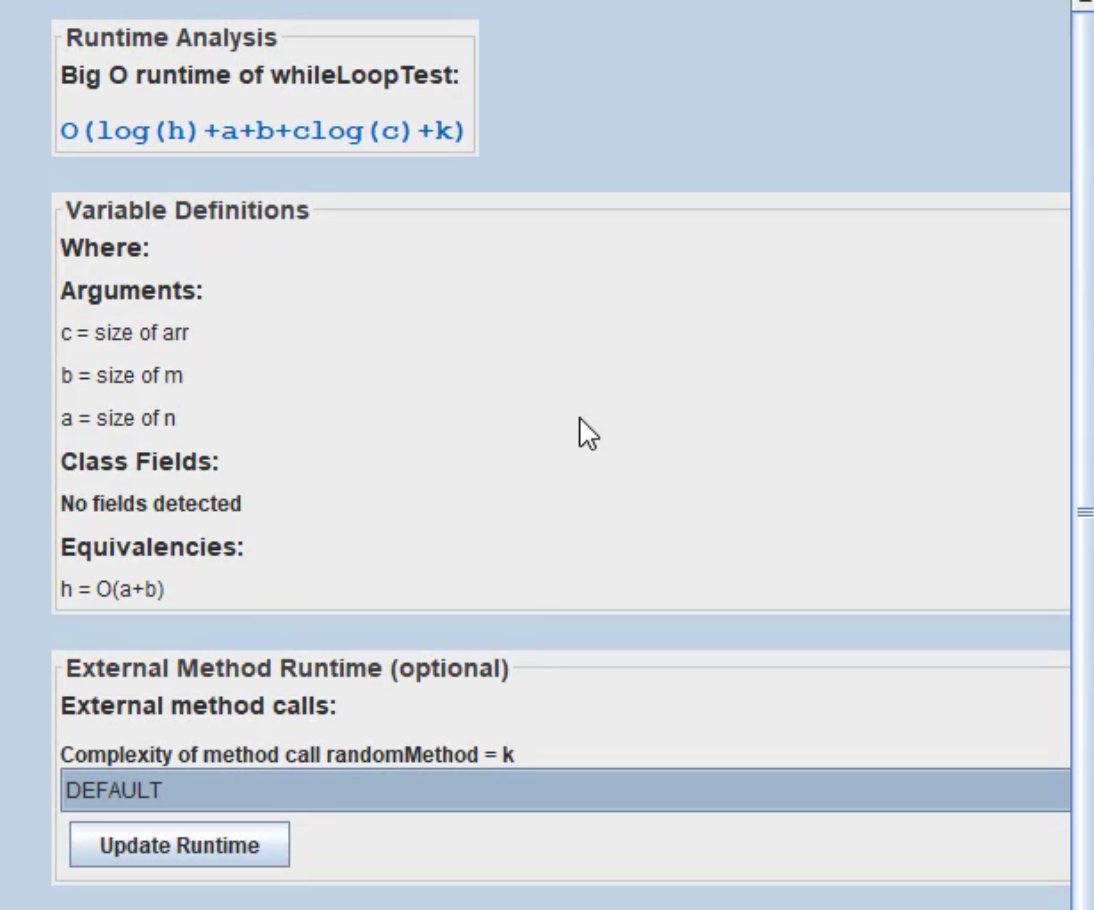 Runtime Analysis
Big O runtime of whileLoopTest:
O(log(h)+a+b+clog(c)+k)
Variable Definitions
Where:
Arguments:
c = size of arr
b = size of m
a = size of n
Class Fields:
No fields detected
Equivalencies:
h = O(a+b)
External Method Runtime (optional)
External method calls:
Complexity of method call randomMethod = k
DEFAULT
Update Runtime